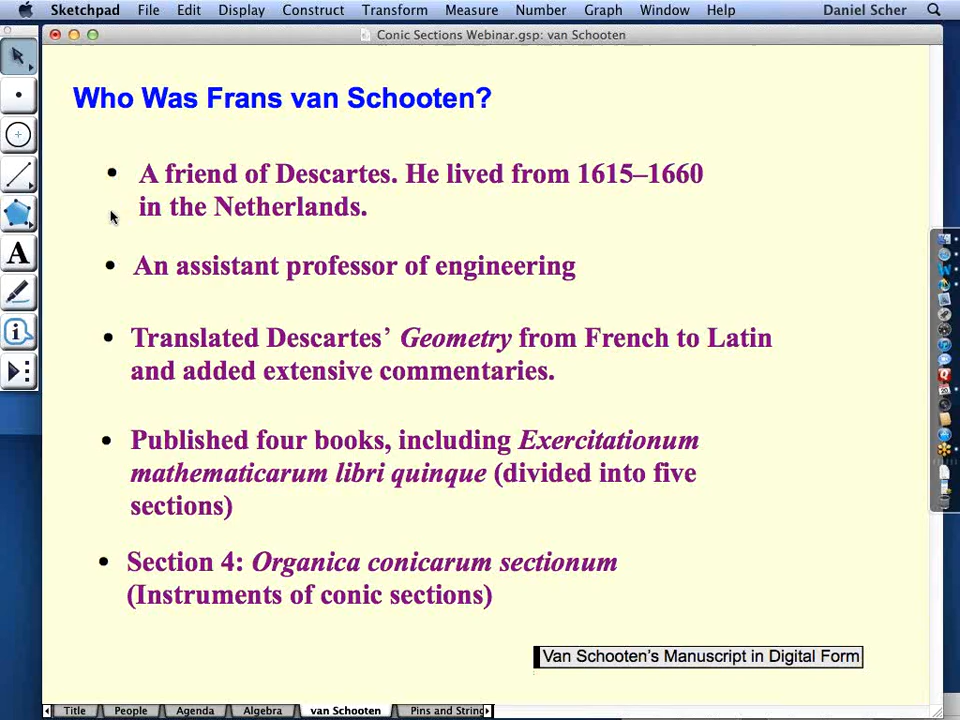 Sketchpad File Edit Display Construct Transform Measure Number Graph Window Help Daniel Scher
Conic Sections Webinar.gsp: van Schooten
Who Was Frans van Schooten?
• A friend of Descartes. He lived from 1615–1660
in the Netherlands.
• An assistant professor of engineering
• Translated Descartes’ Geometry from French to Latin
and added extensive commentaries.
• Published four books, including Exercitationum
mathematicarum libri quinque (divided into five
sections)
• Section 4: Organica conicarum sectionum
(Instruments of conic sections)
Van Schooten's Manuscript in Digital Form
Title People Agenda Algebra van Schooten Pins and String
A